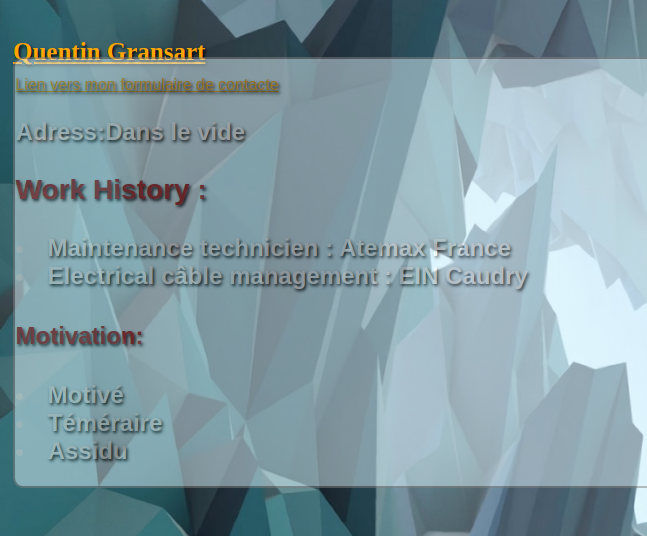 Quentin Gransart
Lien vers mon formulaire de contacte
Adress:Dans le vide
Work History :
Maintenance technicien : Atemax France
Electrical câble management : EIN Caudry
Motivation:
Motivé
Téméraire
Assidu